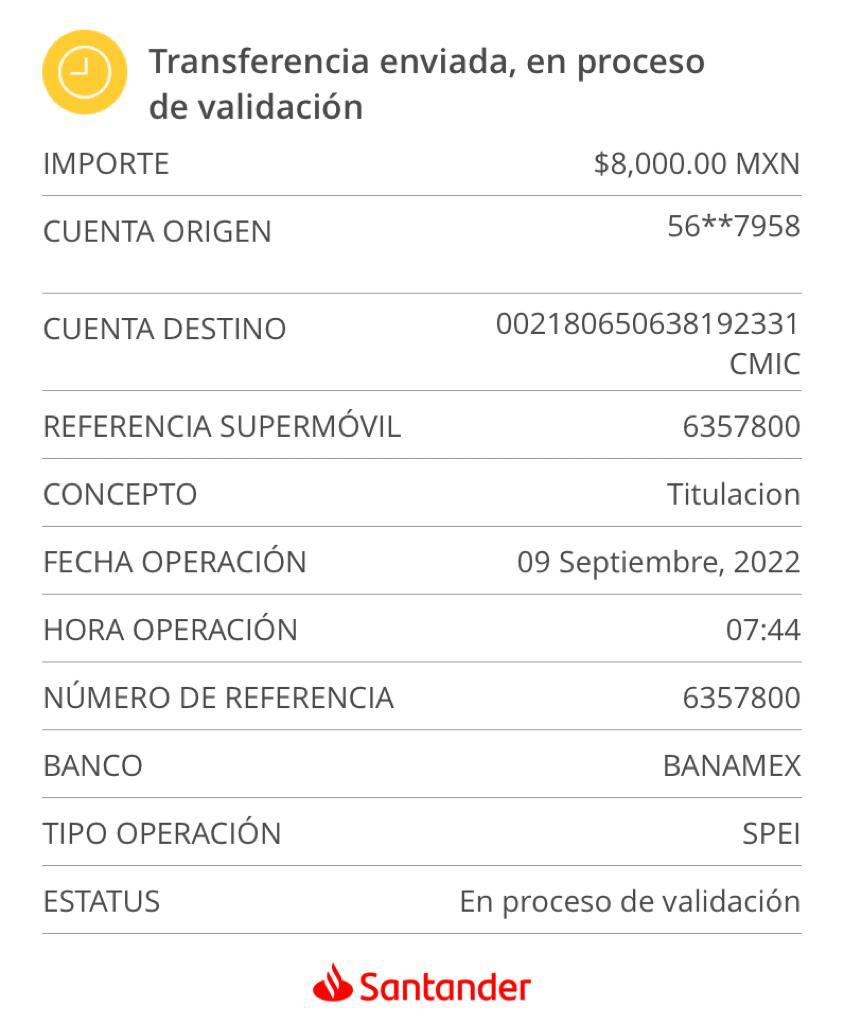 Transferencia enviada, en proceso
de validación
IMPORTE $8,000.00 MXN
CUENTA ORIGEN 56**7958
CUENTA DESTINO 002180650638192331
CMIC
REFERENCIA SUPERMÓVIL 6357800
CONCEPTO Titulacion
FECHA OPERACIÓN 09 Septiembre, 2022
HORA OPERACIÓN 07:44
NÚMERO DE REFERENCIA 6357800
BANCO BANAMEX
TIPO OPERACIÓN SPEI
ESTATUS En proceso de validación
Santander